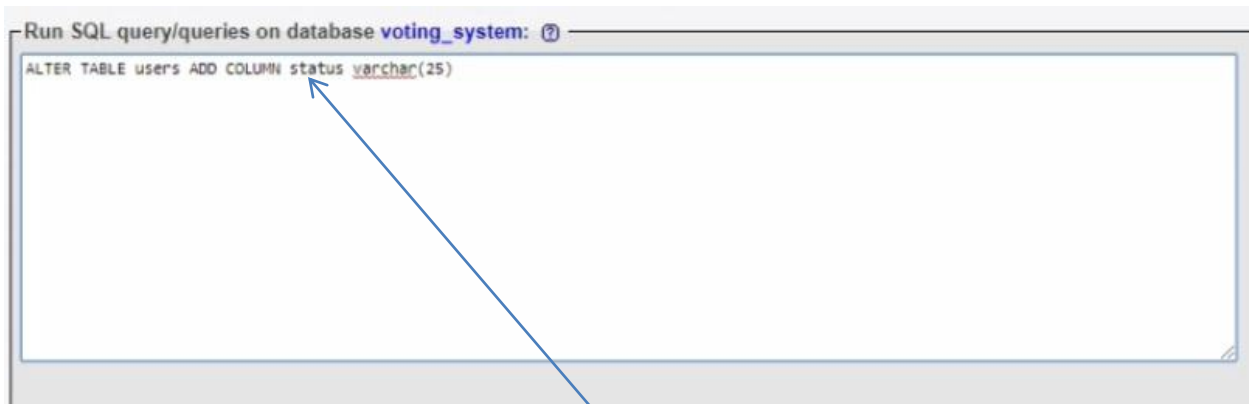 Run SQL query/queries on database voting_system:
ALTER TABLE users ADD COLUMN status varchar(25)